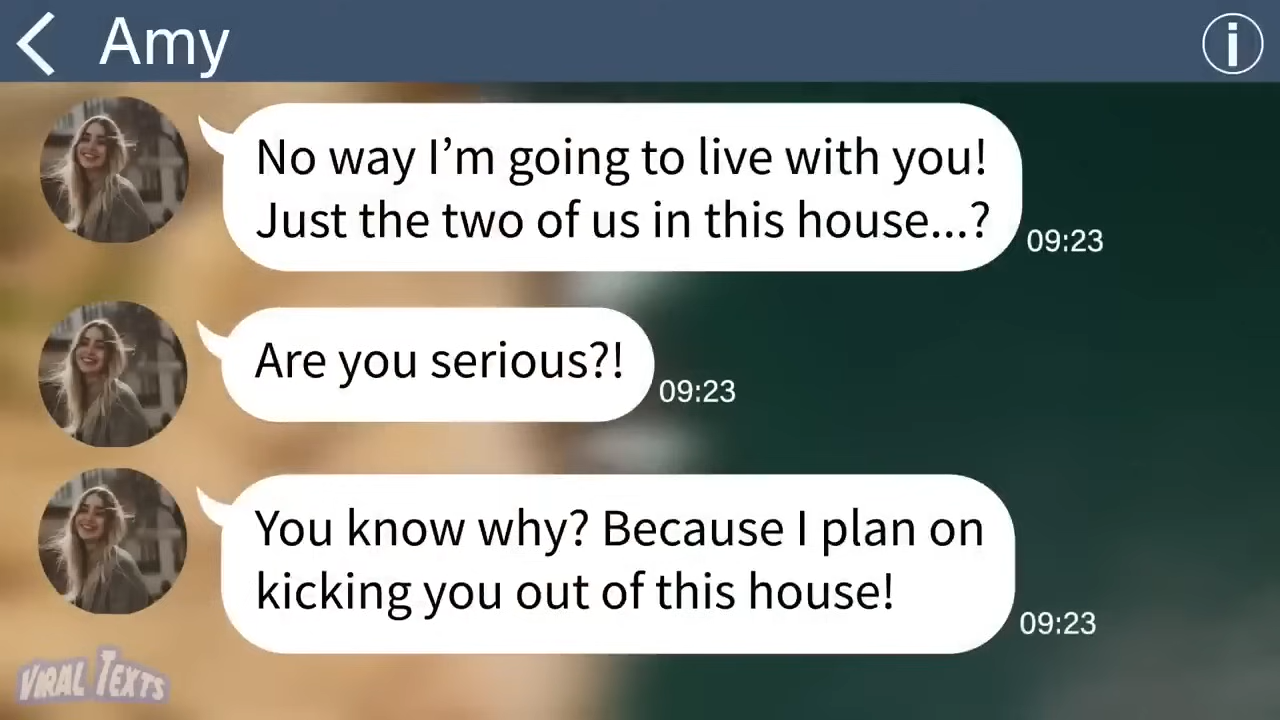 Amy
No way I’m going to live with you!
Just the two of us in this house...?
09:23
Are you serious?!
09:23
You know why? Because I plan on
kicking you out of this house!
09:23
VIRAL TEXTS